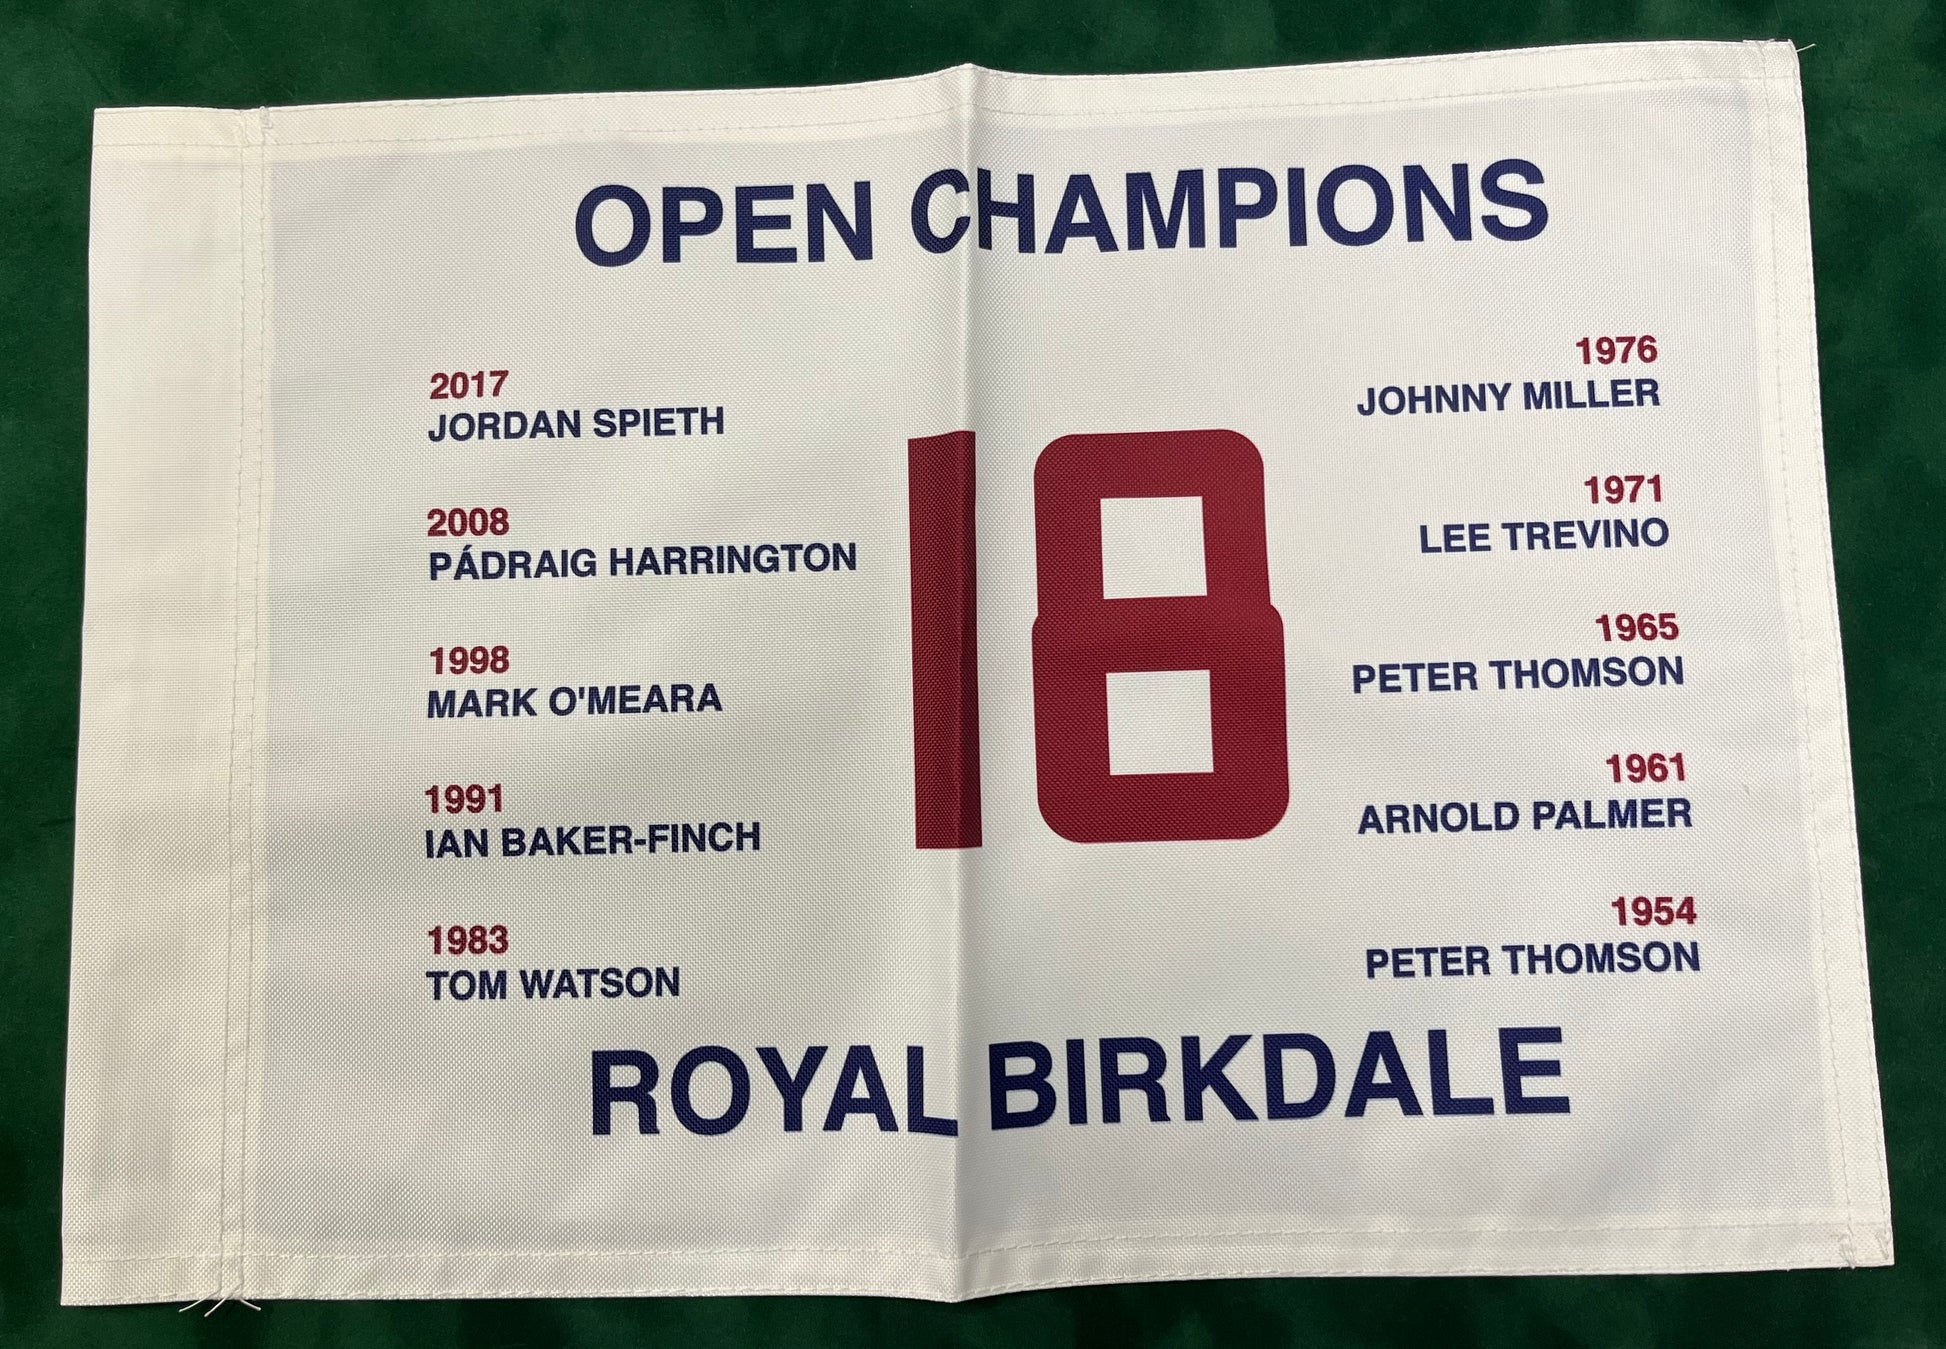 OPEN CHAMPIONS
2017
JORDAN SPIETH
2008
PÁDRAIG HARRINGTON
1998
MARK O'MEARA
1991
IAN BAKER-FINCH
1983
TOM WATSON
18
1976
JOHNNY MILLER
1971
LEE TREVINO
1965
PETER THOMSON
1961
ARNOLD PALMER
1954
PETER THOMSON
ROYAL BIRKDALE